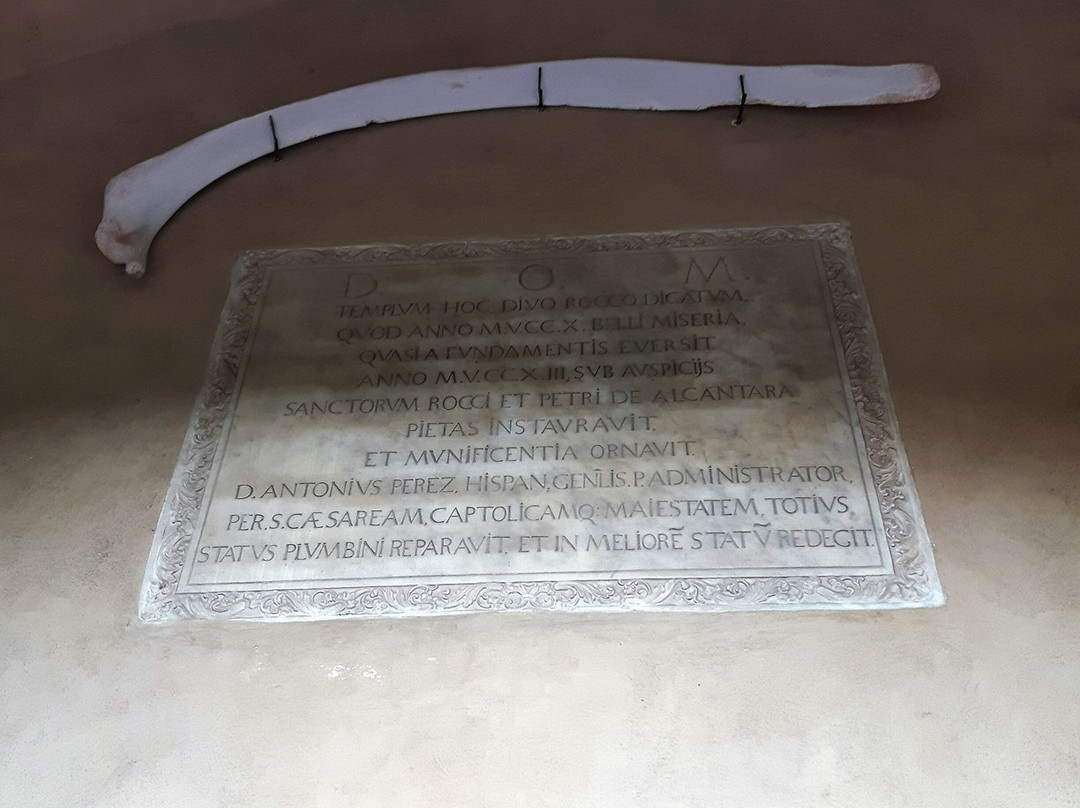 D. O. M.
TEMPLVM HOC DIVO ROCCO DICATVM,
QVOD ANNO M.V.CC.X. BELLI MISERIA,
QVASI A FVNDAMENTIS EVERSIT
ANNO M.V.CC.X.III, SVB AVSPICIJS
SANCTORVM ROCCI ET PETRI DE ALCANTARA
PIETAS INSTAVRAVIT,
ET MVNIFICENTIA ORNAVIT.
D. ANTONIVS PEREZ, HISPAN, GEÑLIS. P. ADMINISTRATOR,
PER. S. CÆSAREAM, CAPTOLICAMQ: MAIESTATEM, TOTIVS,
STATVS PLVMBINI REPARAVIT, ET IN MELIORẼ STATṼ REDEGIT.